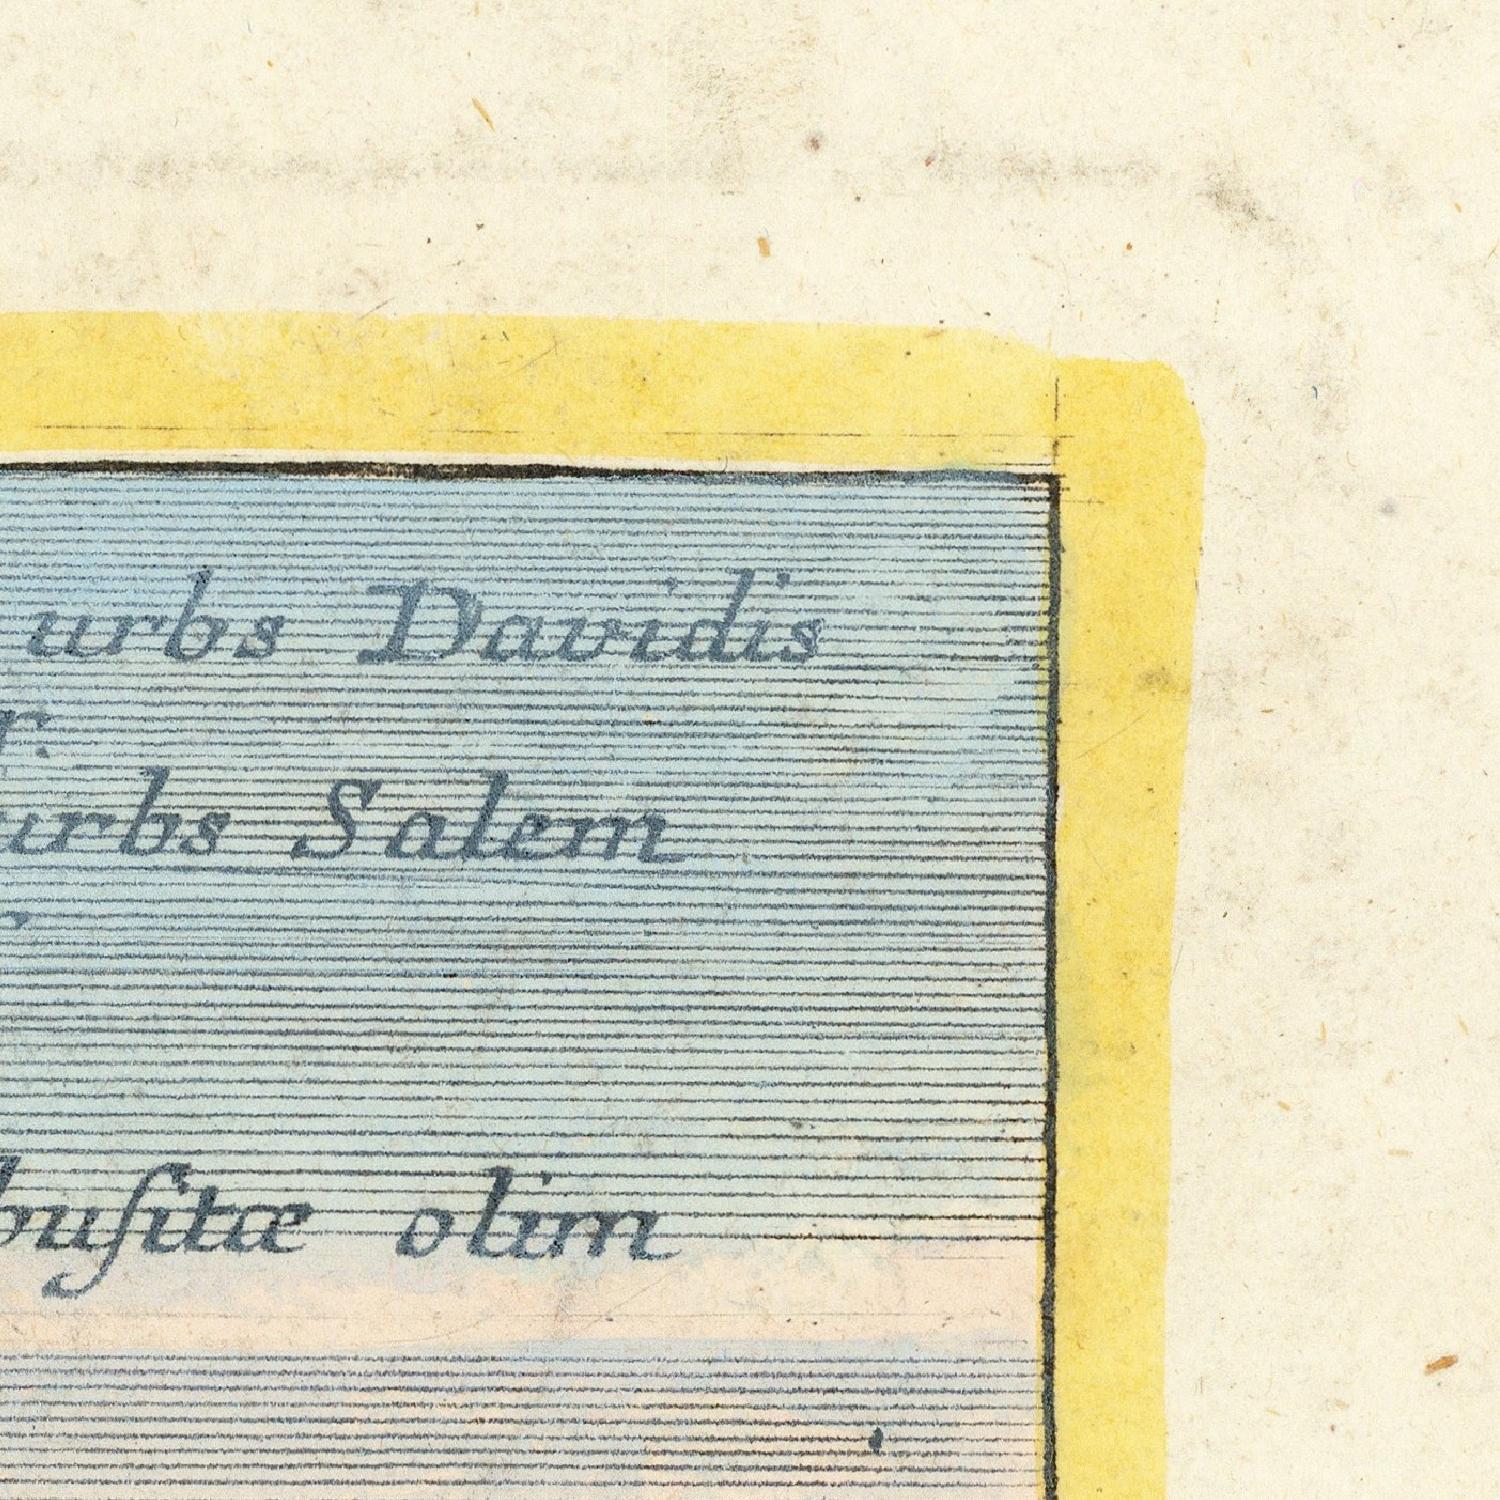 urbs Davidis
r.
urbs Salem
buſitæ olim